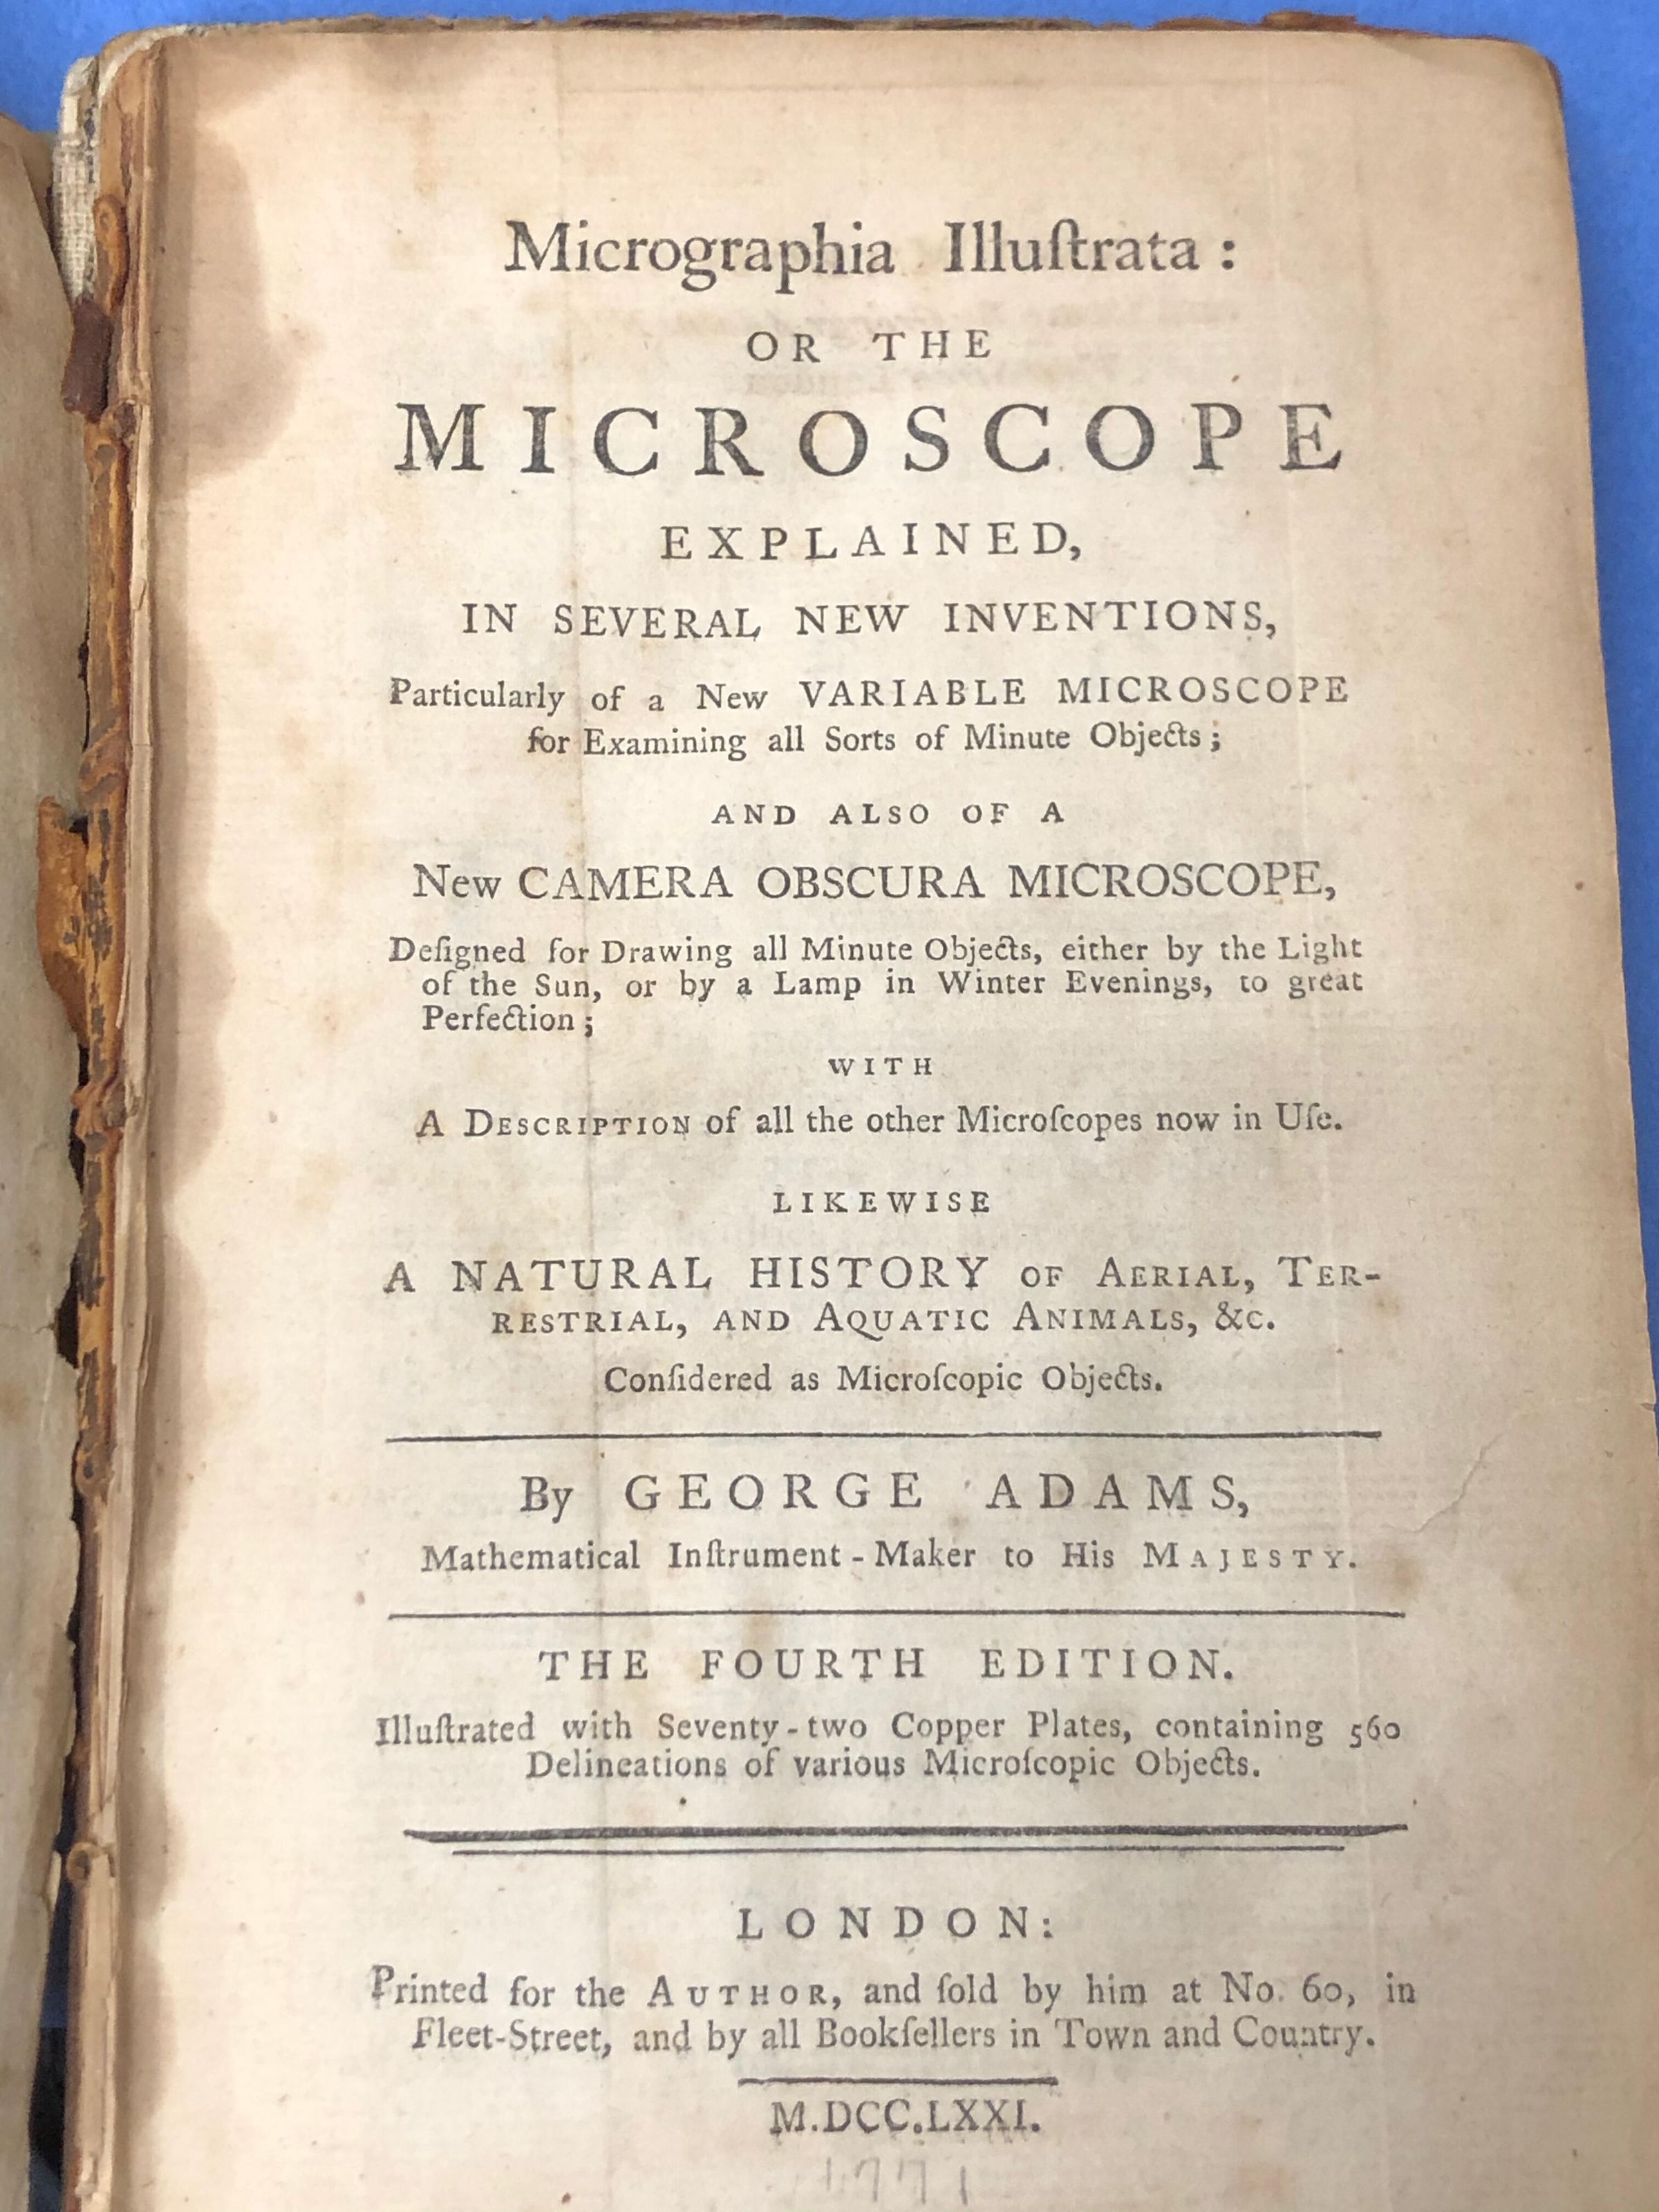 Micrographia Illuſtrata:
OR THE
MICROSCOPE
EXPLAINED,
IN SEVERAL NEW INVENTIONS,
Particularly of a New VARIABLE MICROSCOPE
for Examining all Sorts of Minute Objects;
AND ALSO OF A
New CAMERA OBSCURA MICROSCOPE,
Deſigned for Drawing all Minute Objects, either by the Light
of the Sun, or by a Lamp in Winter Evenings, to great
Perfection;
WITH
A DESCRIPTION of all the other Microſcopes now in Uſe.
LIKEWISE
A NATURAL HISTORY OF AERIAL, TER-
RESTRIAL, AND AQUATIC ANIMALS, &c.
Conſidered as Microſcopic Objects.
By GEORGE ADAMS,
Mathematical Inſtrument-Maker to His MAJESTY.
THE FOURTH EDITION.
Illuſtrated with Seventy-two Copper Plates, containing 560
Delineations of various Microſcopic Objects.
LONDON:
Printed for the AUTHOR, and ſold by him at No. 60, in
Fleet-Street, and by all Bookſellers in Town and Country.
M.DCC.LXXI.
1771